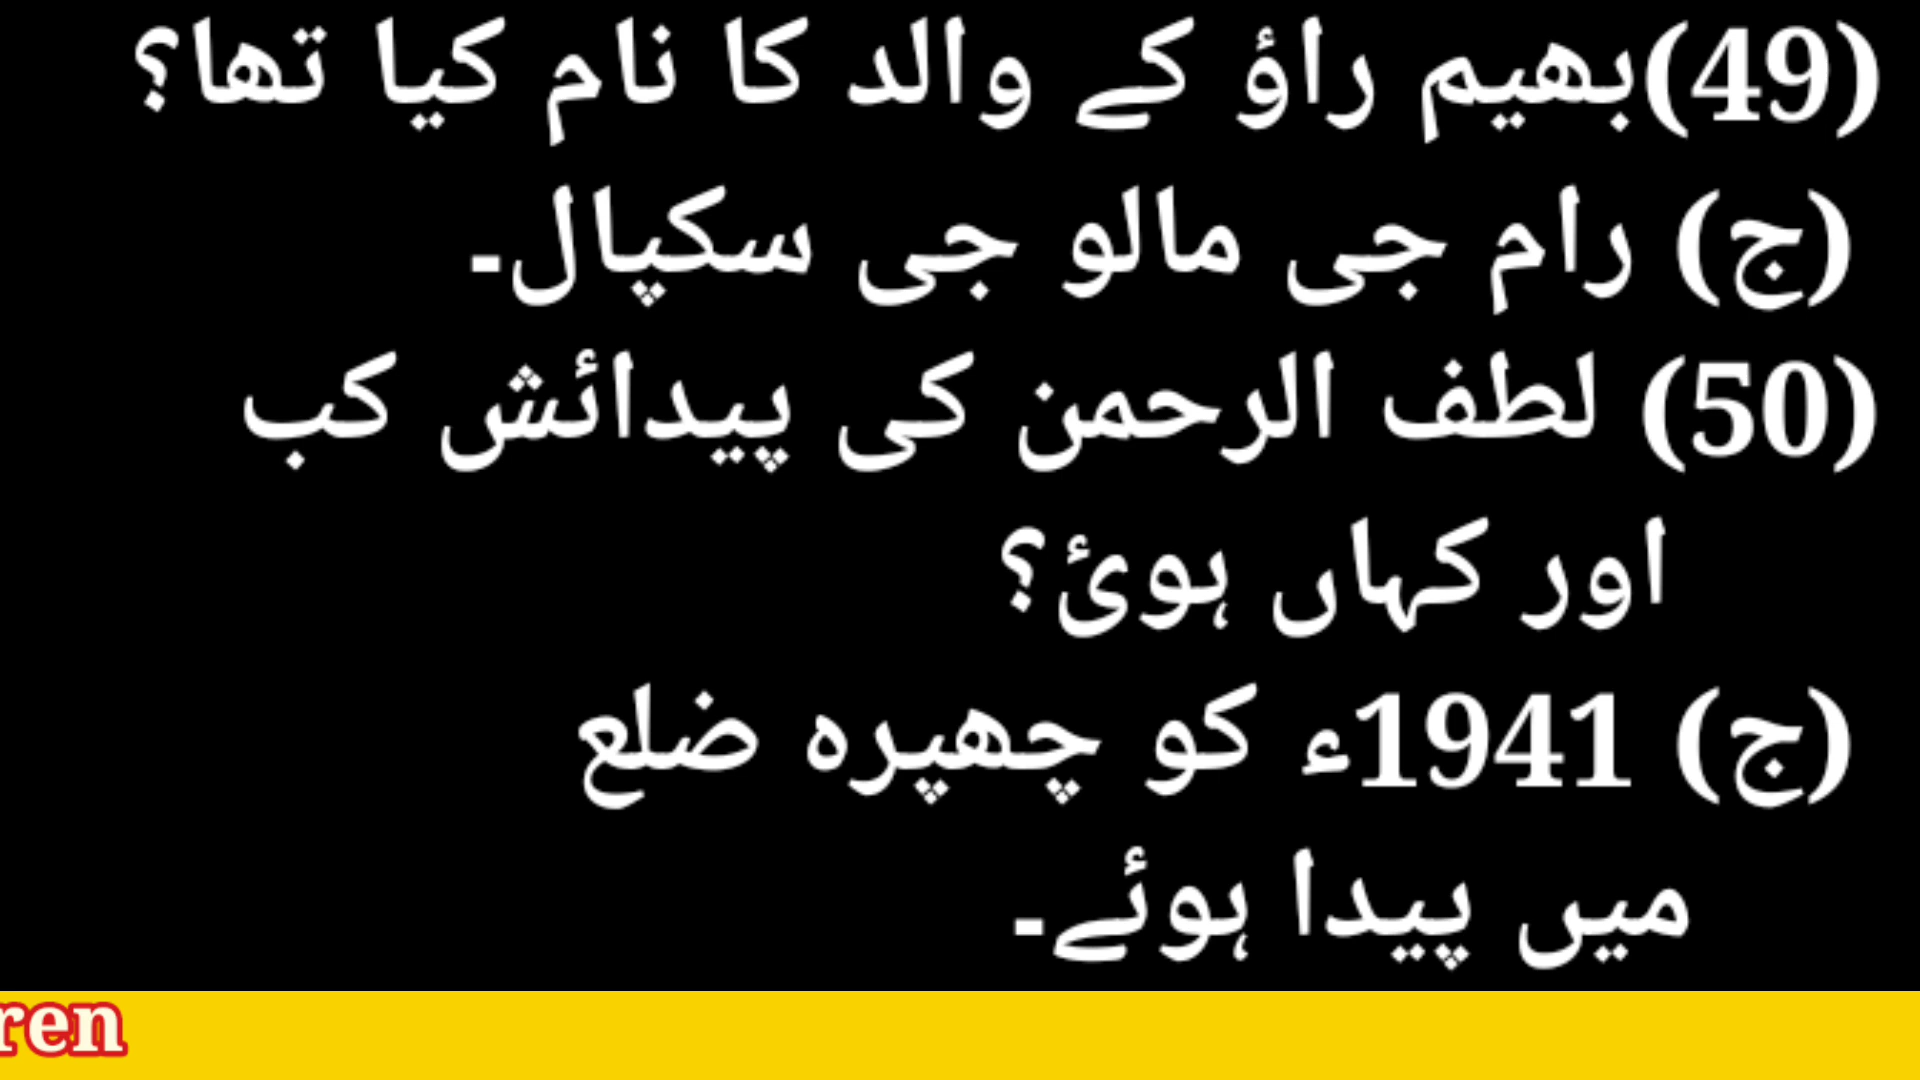 (49)بھیم راؤ کے والد کا نام کیا تھا؟
(ج) رام جی مالو جی سکپال۔
(50) لطف الرحمن کی پیدائش کب
اور کہاں ہوئ؟
(ج) 1941ء کو چھپرہ ضلع
میں پیدا ہوئے۔
ren